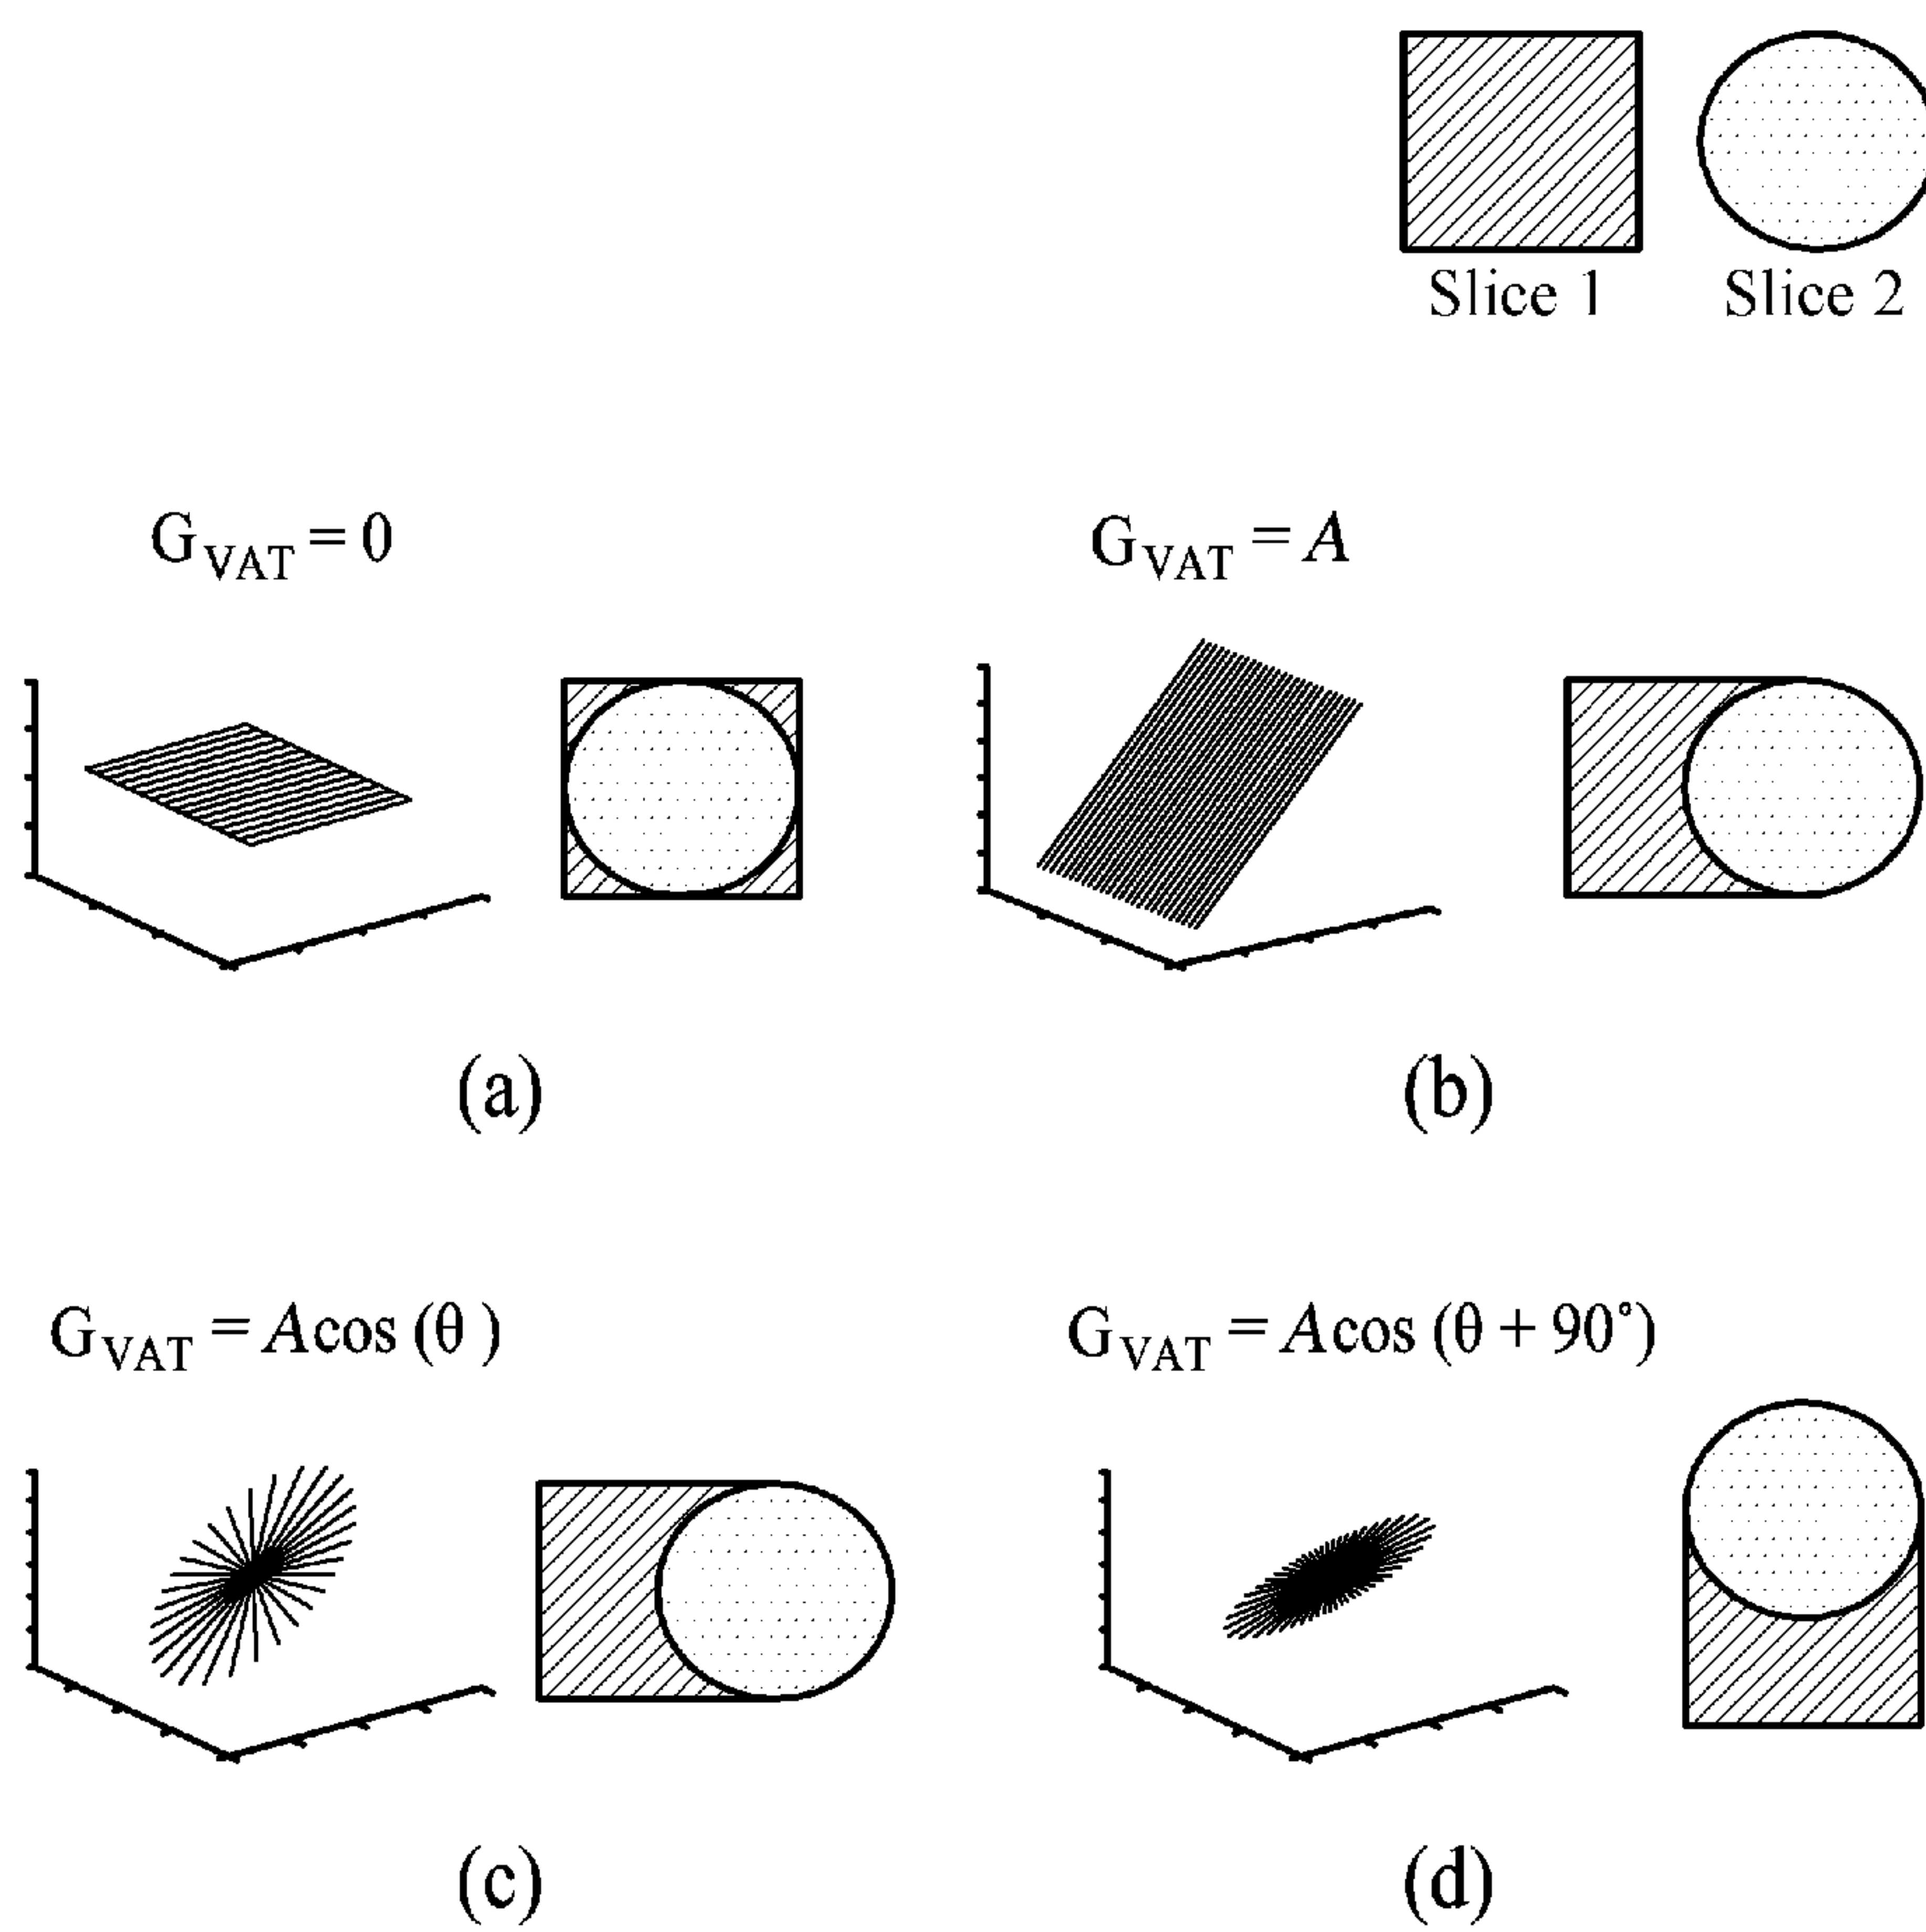 Slice 1 Slice 2
G_VAT = 0
G_VAT = A
(a)
(b)
G_VAT = Acos (θ)
G_VAT = Acos (θ + 90°)
(c)
(d)